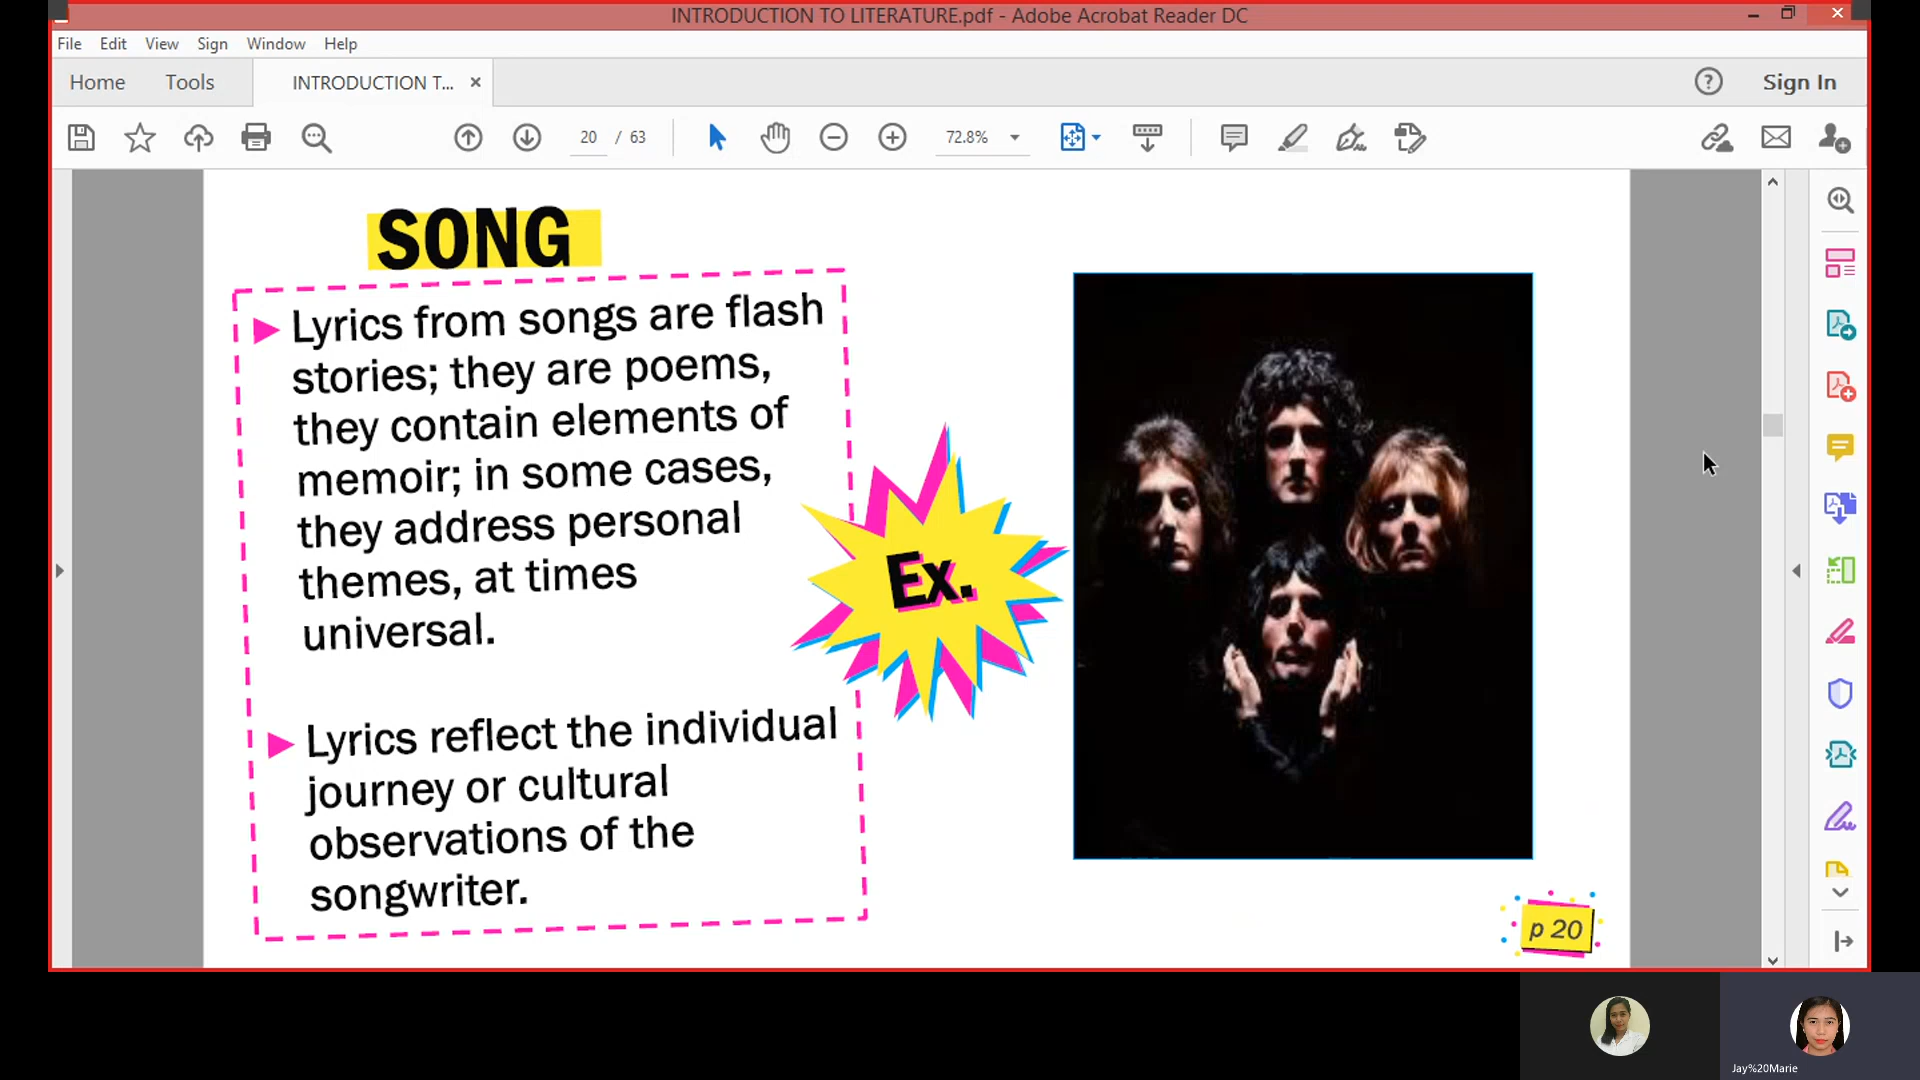 INTRODUCTION TO LITERATURE.pdf - Adobe Acrobat Reader DC
File Edit View Sign Window Help
Home Tools INTRODUCTION T... × Sign In
20 / 63 72.8%
SONG
Lyrics from songs are flash
stories; they are poems,
they contain elements of
memoir; in some cases,
they address personal
themes, at times
universal.
Ex.
Lyrics reflect the individual
journey or cultural
observations of the
songwriter.
p 20
Jay%20Marie